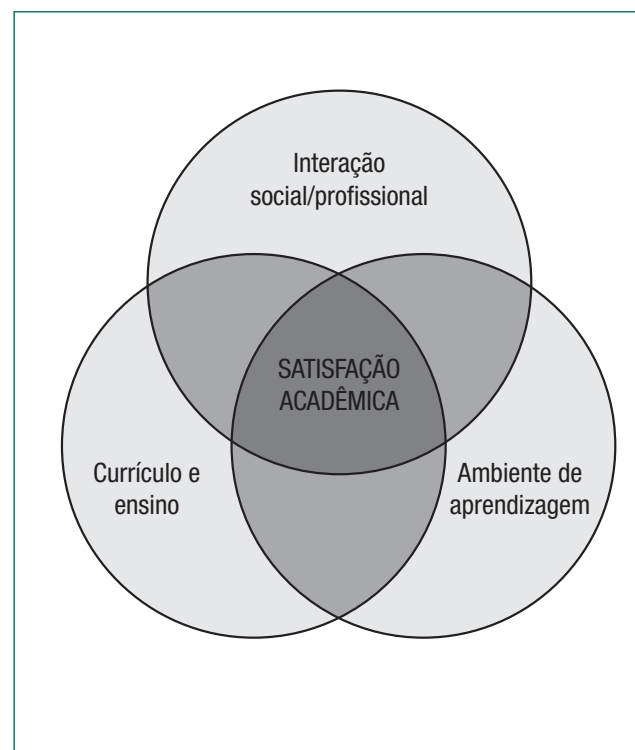 Interação
social/profissional
SATISFAÇÃO
ACADÊMICA
Currículo e
ensino
Ambiente de
aprendizagem